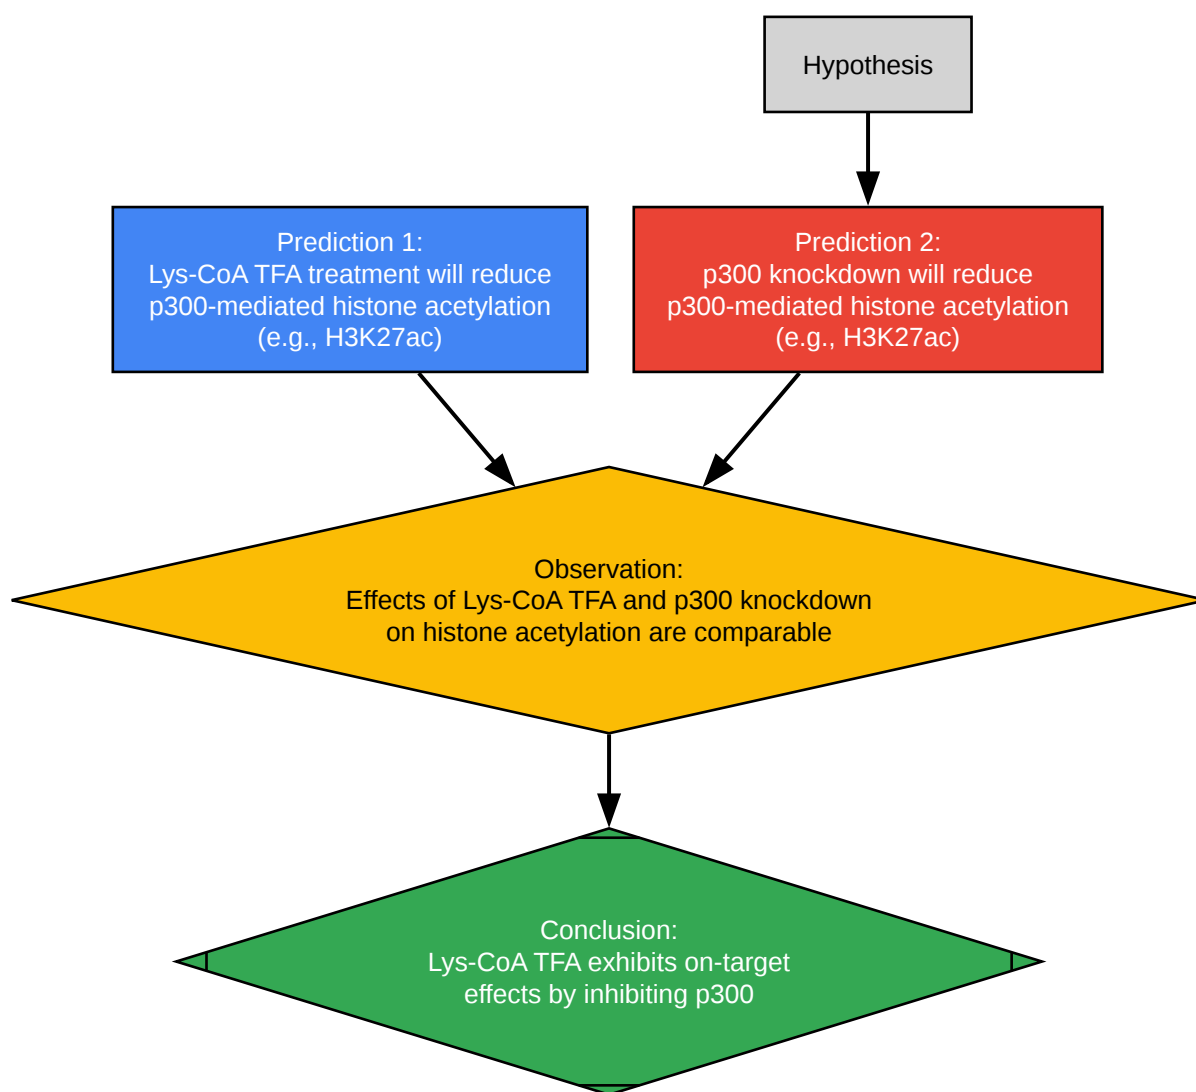 Hypothesis
Prediction 1:
Lys-CoA TFA treatment will reduce
p300-mediated histone acetylation
(e.g., H3K27ac)
Prediction 2:
p300 knockdown will reduce
p300-mediated histone acetylation
(e.g., H3K27ac)
Observation:
Effects of Lys-CoA TFA and p300 knockdown
on histone acetylation are comparable
Conclusion:
Lys-CoA TFA exhibits on-target
effects by inhibiting p300